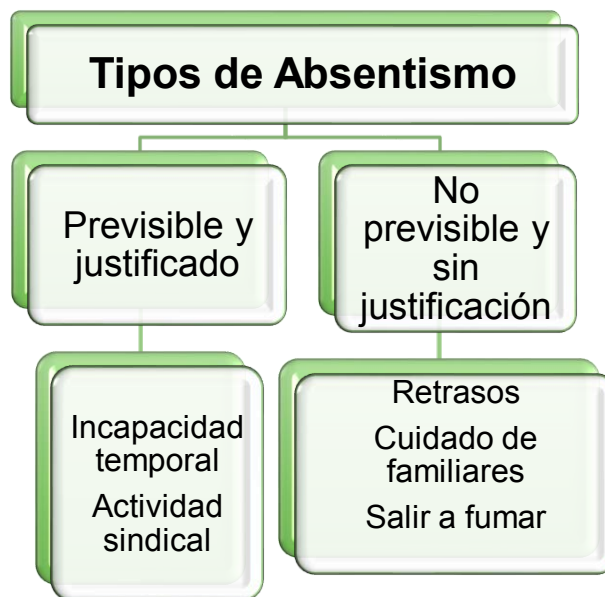 Tipos de Absentismo
Previsible y
justificado
No
previsible y
sin
justificación
Incapacidad
temporal
Actividad
sindical
Retrasos
Cuidado de
familiares
Salir a fumar